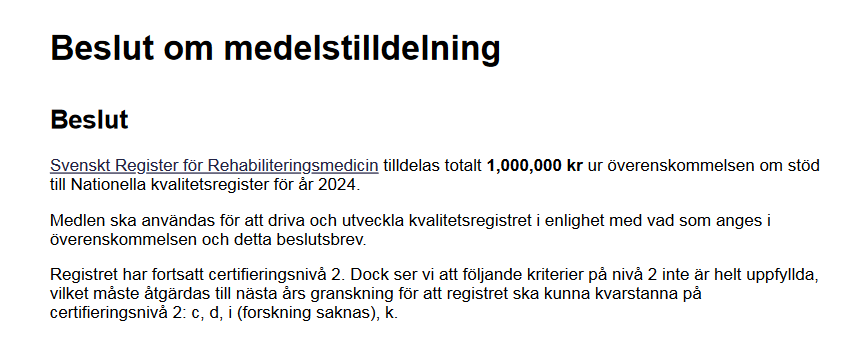 Beslut om medelstilldelning
Beslut
Svenskt Register för Rehabiliteringsmedicin tilldelas totalt 1,000,000 kr ur överenskommelsen om stöd
till Nationella kvalitetsregister för år 2024.
Medlen ska användas för att driva och utveckla kvalitetsregistret i enlighet med vad som anges i
överenskommelsen och detta beslutsbrev.
Registret har fortsatt certifieringsnivå 2. Dock ser vi att följande kriterier på nivå 2 inte är helt uppfyllda,
vilket måste åtgärdas till nästa års granskning för att registret ska kunna kvarstanna på
certifieringsnivå 2: c, d, i (forskning saknas), k.